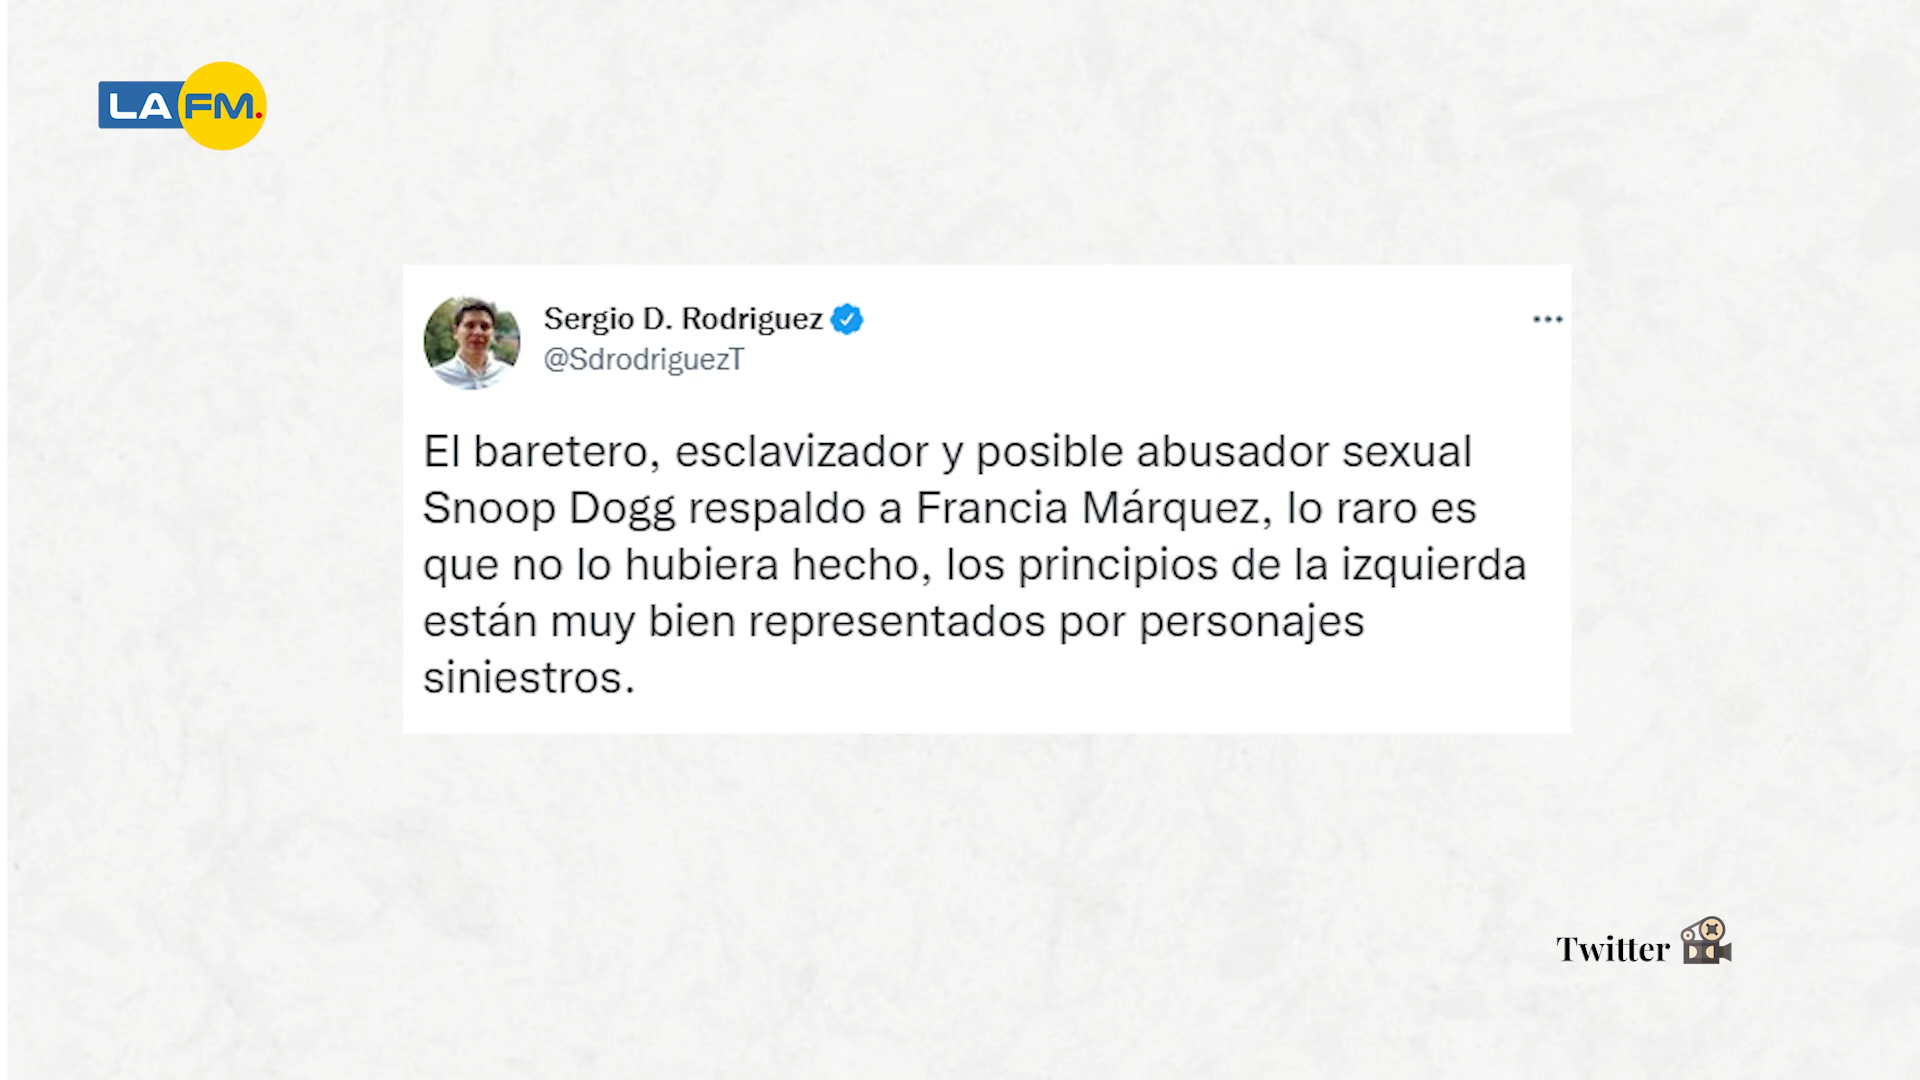 LA FM.
Sergio D. Rodriguez
@SdrodriguezT
El baretero, esclavizador y posible abusador sexual
Snoop Dogg respaldo a Francia Márquez, lo raro es
que no lo hubiera hecho, los principios de la izquierda
están muy bien representados por personajes
siniestros.
Twitter